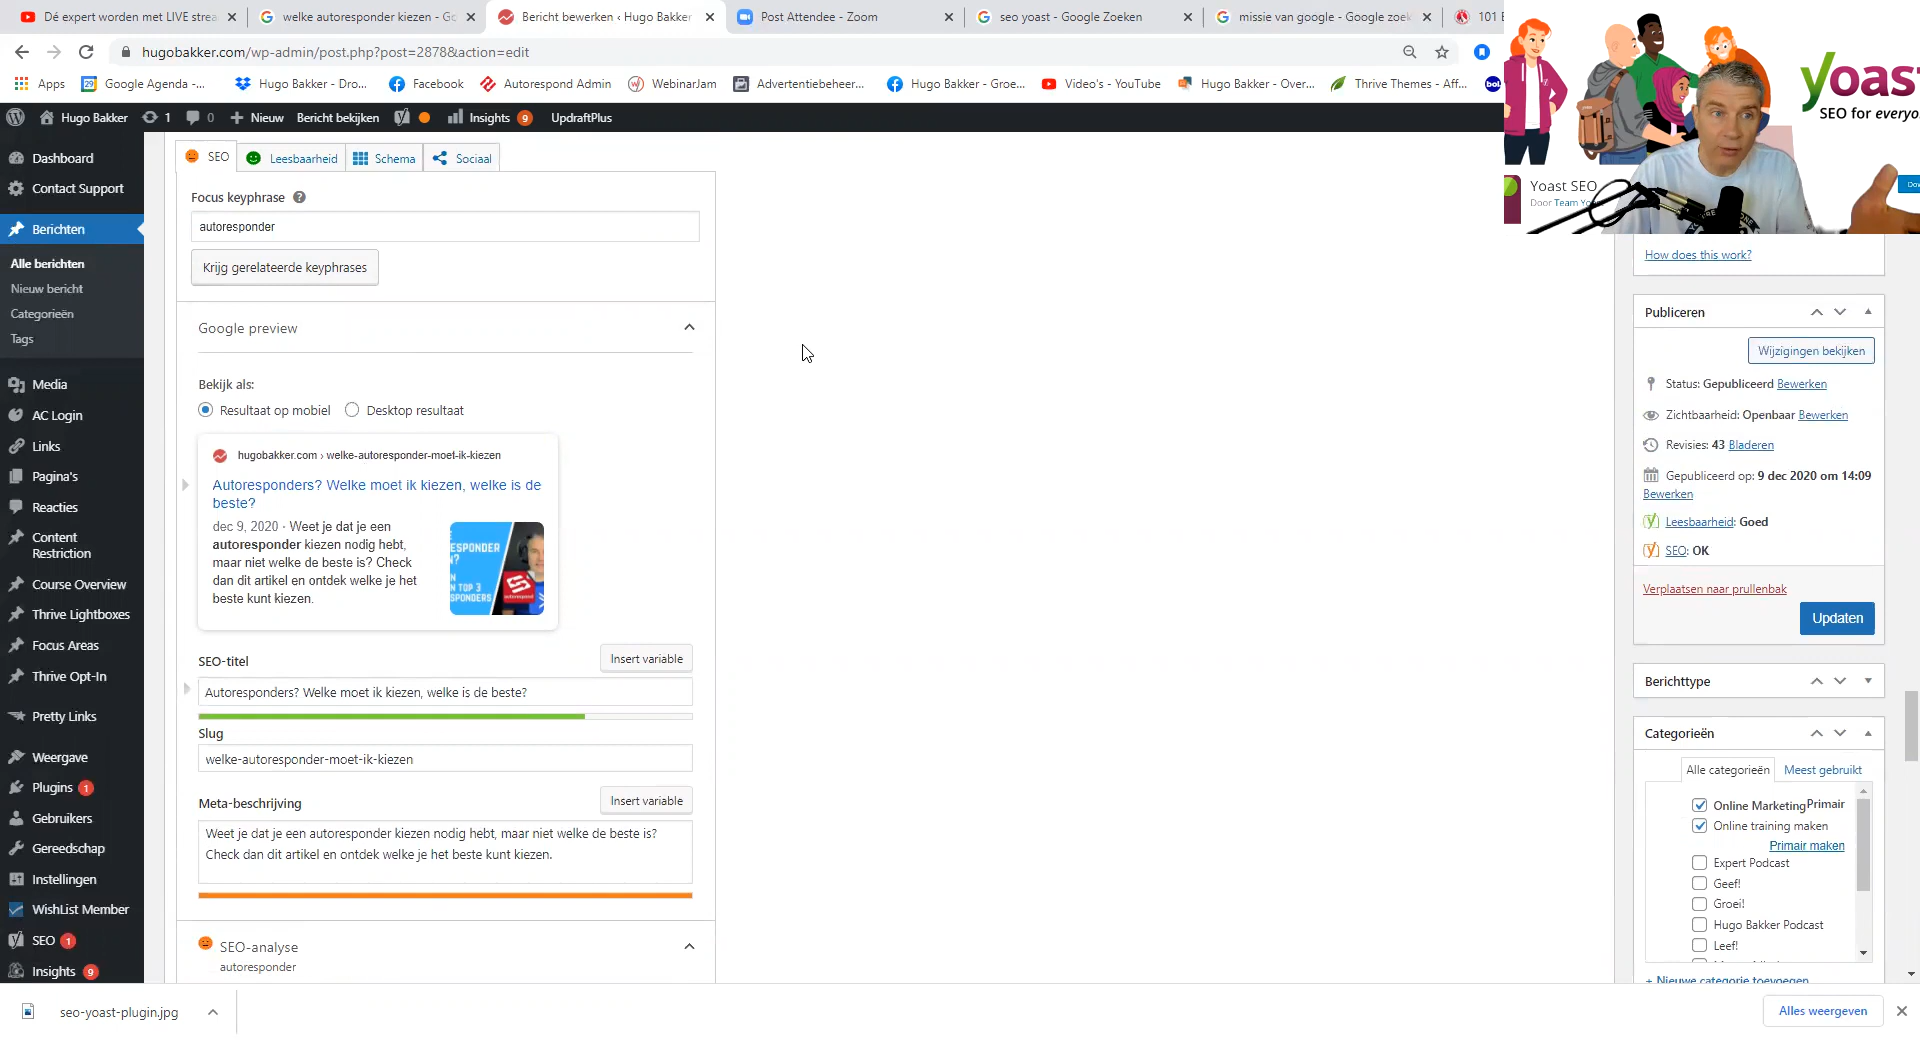 Dé expert worden met LIVE strea
welke autoresponder kiezen - Go
Bericht bewerken ‹ Hugo Bakker
Post Attendee - Zoom
seo yoast - Google Zoeken
missie van google - Google zoek
101
hugobakker.com/wp-admin/post.php?post=2878&action=edit
Apps
Google Agenda -...
Hugo Bakker - Dro...
Facebook
Autorespond Admin
WebinarJam
Advertentiebeheer...
Hugo Bakker - Groe...
Video's - YouTube
Hugo Bakker - Over...
Thrive Themes - Aff...
Hugo Bakker
1
0
Nieuw
Bericht bekijken
Insights 9
UpdraftPlus
yoas
SEO for everyo
Yoast SEO
Door Team
Dashboard
Contact Support
Berichten
Alle berichten
Nieuw bericht
Categorieën
Tags
Media
AC Login
Links
Pagina's
Reacties
Content
Restriction
Course Overview
Thrive Lightboxes
Focus Areas
Thrive Opt-In
Pretty Links
Weergave
Plugins 1
Gebruikers
Gereedschap
Instellingen
WishList Member
SEO 1
Insights 9
SEO
Leesbaarheid
Schema
Sociaal
Focus keyphrase
autoresponder
Krijg gerelateerde keyphrases
Google preview
Bekijk als:
Resultaat op mobiel
Desktop resultaat
hugobakker.com › welke-autoresponder-moet-ik-kiezen
Autoresponders? Welke moet ik kiezen, welke is de
beste?
dec 9, 2020 · Weet je dat je een
autoresponder kiezen nodig hebt,
maar niet welke de beste is? Check
dan dit artikel en ontdek welke je het
beste kunt kiezen.
ESPONDER
N?
N TOP 3
SPONDERS
SEO-titel
Insert variable
Autoresponders? Welke moet ik kiezen, welke is de beste?
Slug
welke-autoresponder-moet-ik-kiezen
Meta-beschrijving
Insert variable
Weet je dat je een autoresponder kiezen nodig hebt, maar niet welke de beste is?
Check dan dit artikel en ontdek welke je het beste kunt kiezen.
SEO-analyse
autoresponder
How does this work?
Publiceren
Wijzigingen bekijken
Status: Gepubliceerd Bewerken
Zichtbaarheid: Openbaar Bewerken
Revisies: 43 Bladeren
Gepubliceerd op: 9 dec 2020 om 14:09
Bewerken
Leesbaarheid: Goed
SEO: OK
Verplaatsen naar prullenbak
Updaten
Berichttype
Categorieën
Alle categorieën
Meest gebruikt
Online Marketing Primair
Online training maken
Primair maken
Expert Podcast
Geef!
Groei!
Hugo Bakker Podcast
Leef!
+ Nieuwe categorie toevoegen
seo-yoast-plugin.jpg
Alles weergeven